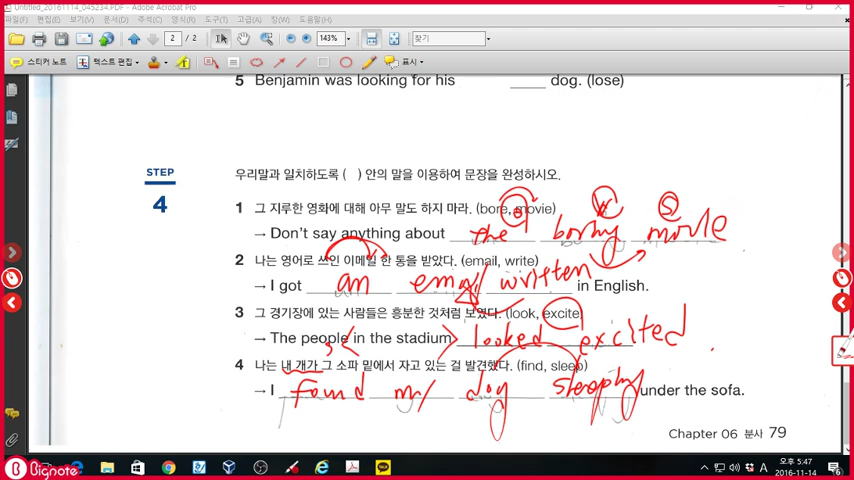 Untitled_20161114_045234.PDF - Adobe Acrobat Pro
파일(F) 편집(E) 보기(V) 문서(D) 주석(C) 양식(R) 도구(T) 고급(A) 창(W) 도움말(H)
2 / 2 143% 찾기
스티커 노트 텍스트 편집 표시
5 Benjamin was looking for his ____ dog. (lose)
STEP
4
우리말과 일치하도록 ( ) 안의 말을 이용하여 문장을 완성하시오.
1 그 지루한 영화에 대해 아무 말도 하지 마라. (bore, movie)
→ Don't say anything about the boring movie
2 나는 영어로 쓰인 이메일 한 통을 받았다. (email, write)
→ I got an email written in English.
3 그 경기장에 있는 사람들은 흥분한 것처럼 보였다. (look, excite)
→ The people in the stadium looked excited
4 나는 내 개가 그 소파 밑에서 자고 있는 걸 발견했다. (find, sleep)
→ I found my dog sleeping under the sofa.
Chapter 06 분사 79
Bignote
A 오후 5:47
2016-11-14